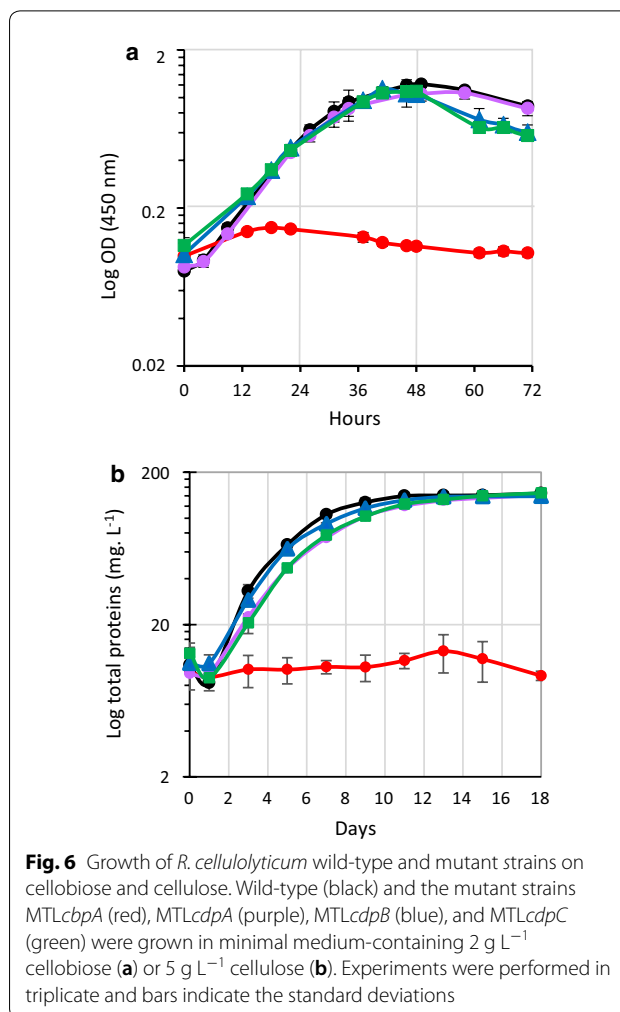 a
2
0.2
0.02
Log OD (450 nm)
0 12 24 36 48 60 72
Hours
b
200
20
2
Log total proteins (mg. L⁻¹)
0 2 4 6 8 10 12 14 16 18
Days
Fig. 6 Growth of R. cellulolyticum wild-type and mutant strains on
cellobiose and cellulose. Wild-type (black) and the mutant strains
MTLcbpA (red), MTLcdpA (purple), MTLcdpB (blue), and MTLcdpC
(green) were grown in minimal medium-containing 2 g L⁻¹
cellobiose (a) or 5 g L⁻¹ cellulose (b). Experiments were performed in
triplicate and bars indicate the standard deviations